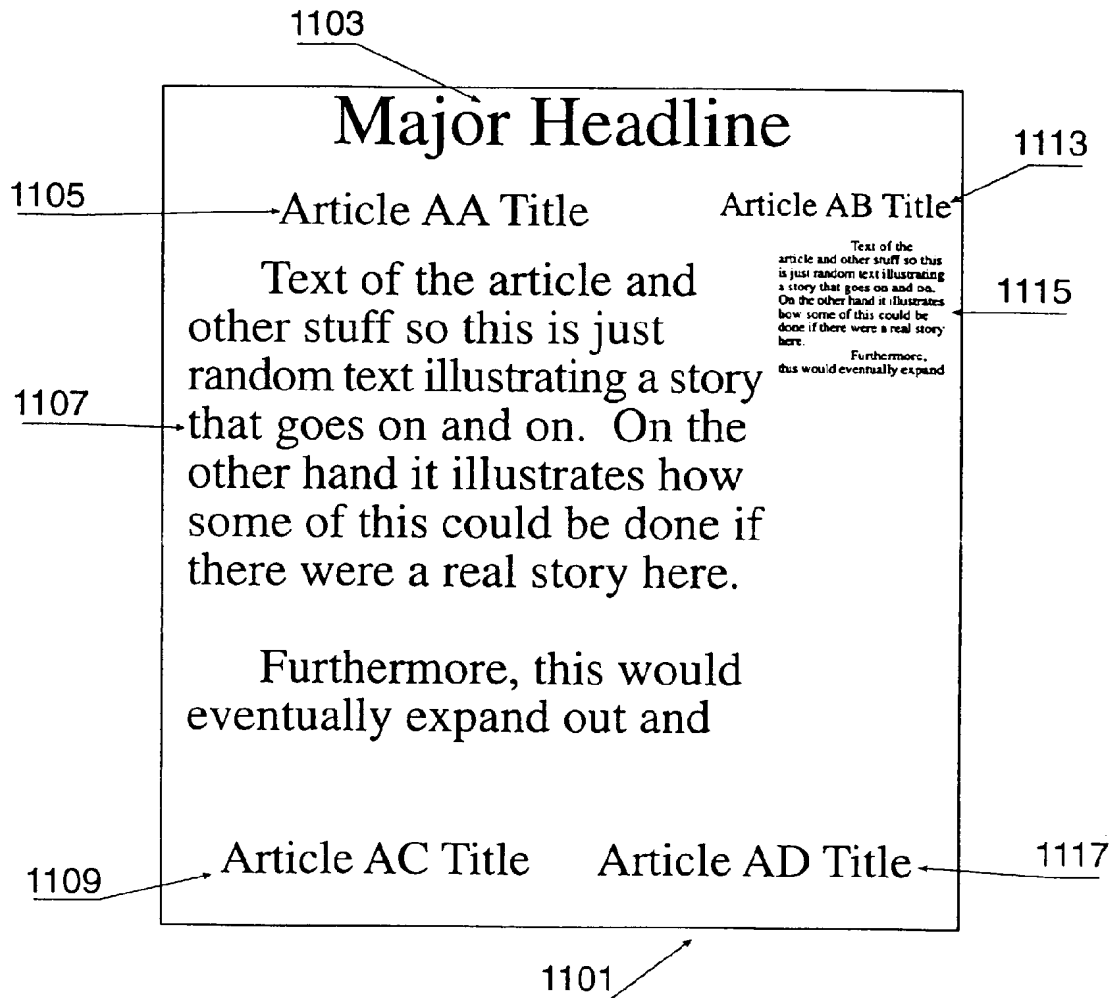 1103
Major Headline
1113
1105
Article AA Title
Article AB Title
Text of the article and
other stuff so this is just
random text illustrating a story
that goes on and on. On the
other hand it illustrates how
some of this could be done if
there were a real story here.
Furthermore, this would
eventually expand out and
1107
Text of the
article and other stuff so this
is just random text illustrating
a story that goes on and on.
On the other hand it illustrates
how some of this could be
done if there were a real story
here.
Furthermore,
this would eventually expand
1115
Article AC Title
Article AD Title
1109
1117
1101